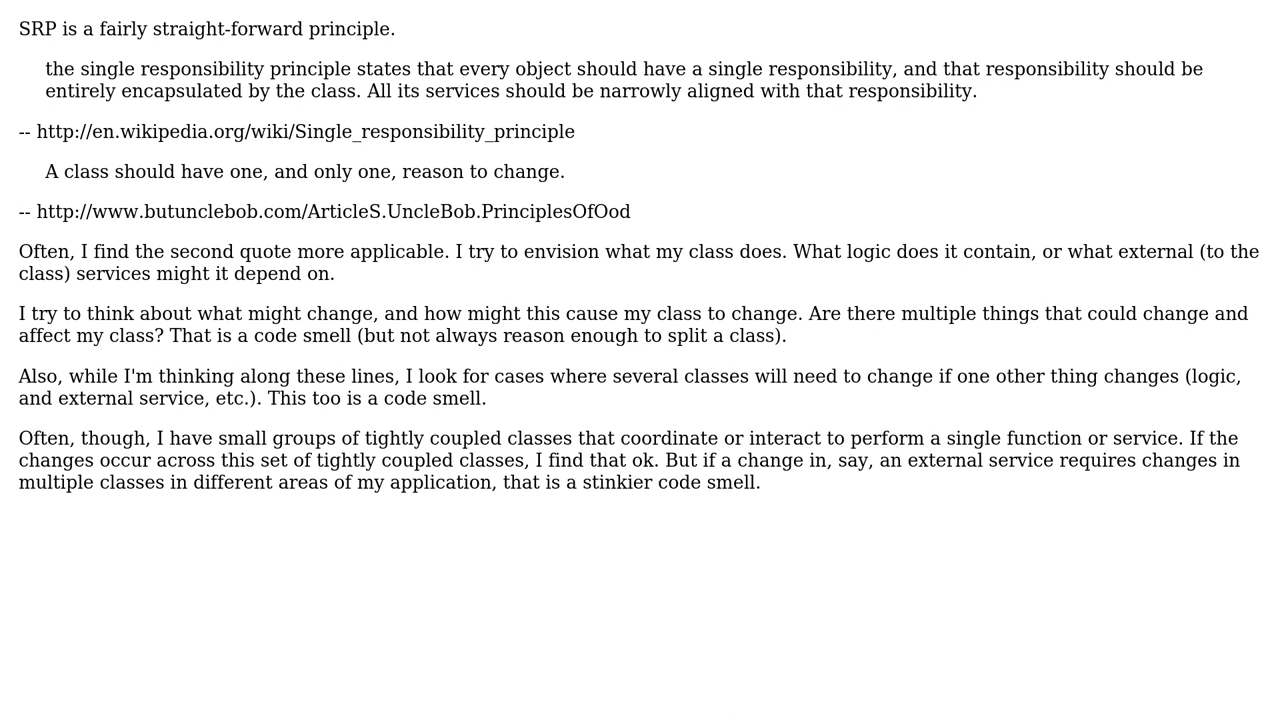 SRP is a fairly straight-forward principle.
the single responsibility principle states that every object should have a single responsibility, and that responsibility should be
entirely encapsulated by the class. All its services should be narrowly aligned with that responsibility.
-- http://en.wikipedia.org/wiki/Single_responsibility_principle
A class should have one, and only one, reason to change.
-- http://www.butunclebob.com/ArticleS.UncleBob.PrinciplesOfOod
Often, I find the second quote more applicable. I try to envision what my class does. What logic does it contain, or what external (to the
class) services might it depend on.
I try to think about what might change, and how might this cause my class to change. Are there multiple things that could change and
affect my class? That is a code smell (but not always reason enough to split a class).
Also, while I'm thinking along these lines, I look for cases where several classes will need to change if one other thing changes (logic,
and external service, etc.). This too is a code smell.
Often, though, I have small groups of tightly coupled classes that coordinate or interact to perform a single function or service. If the
changes occur across this set of tightly coupled classes, I find that ok. But if a change in, say, an external service requires changes in
multiple classes in different areas of my application, that is a stinkier code smell.